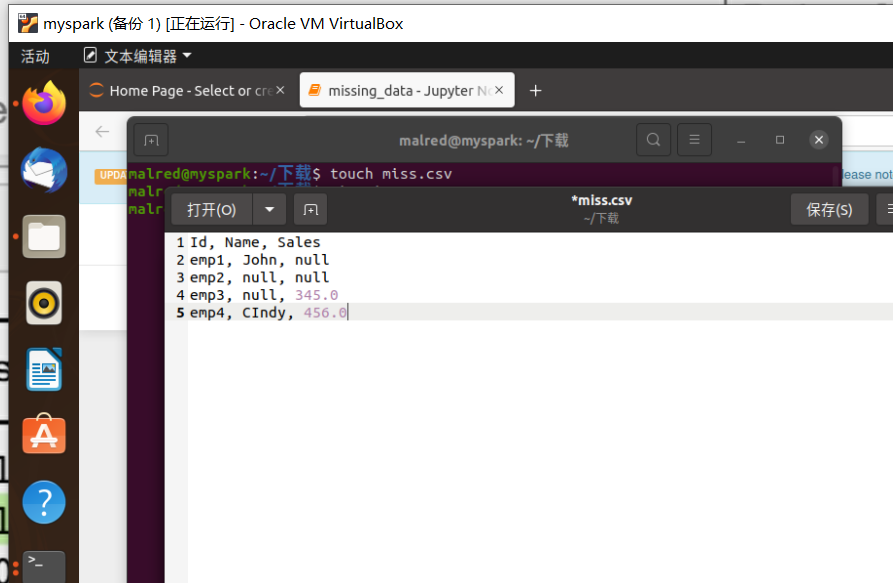 myspark (备份 1) [正在运行] - Oracle VM VirtualBox
活动 文本编辑器
Home Page - Select or cre missing_data - Jupyter No
malred@myspark: ~/下载
UPDA
lease not
malred@myspark:~/下载$ touch miss.csv
malr
malr
打开(O) *miss.csv 保存(S)
~/下载
1 Id, Name, Sales
2 emp1, John, null
3 emp2, null, null
4 emp3, null, 345.0
5 emp4, CIndy, 456.0